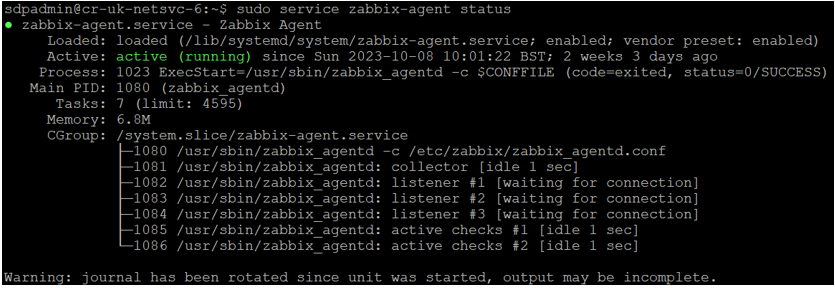 sdpadmin@cr-uk-netsvc-6:~$ sudo service zabbix-agent status
● zabbix-agent.service - Zabbix Agent
Loaded: loaded (/lib/systemd/system/zabbix-agent.service; enabled; vendor preset: enabled)
Active: active (running) since Sun 2023-10-08 10:01:22 BST; 2 weeks 3 days ago
Process: 1023 ExecStart=/usr/sbin/zabbix_agentd -c $CONFFILE (code=exited, status=0/SUCCESS)
Main PID: 1080 (zabbix_agentd)
Tasks: 7 (limit: 4595)
Memory: 6.8M
CGroup: /system.slice/zabbix-agent.service
├─1080 /usr/sbin/zabbix_agentd -c /etc/zabbix/zabbix_agentd.conf
├─1081 /usr/sbin/zabbix_agentd: collector [idle 1 sec]
├─1082 /usr/sbin/zabbix_agentd: listener #1 [waiting for connection]
├─1083 /usr/sbin/zabbix_agentd: listener #2 [waiting for connection]
├─1084 /usr/sbin/zabbix_agentd: listener #3 [waiting for connection]
├─1085 /usr/sbin/zabbix_agentd: active checks #1 [idle 1 sec]
└─1086 /usr/sbin/zabbix_agentd: active checks #2 [idle 1 sec]
Warning: journal has been rotated since unit was started, output may be incomplete.